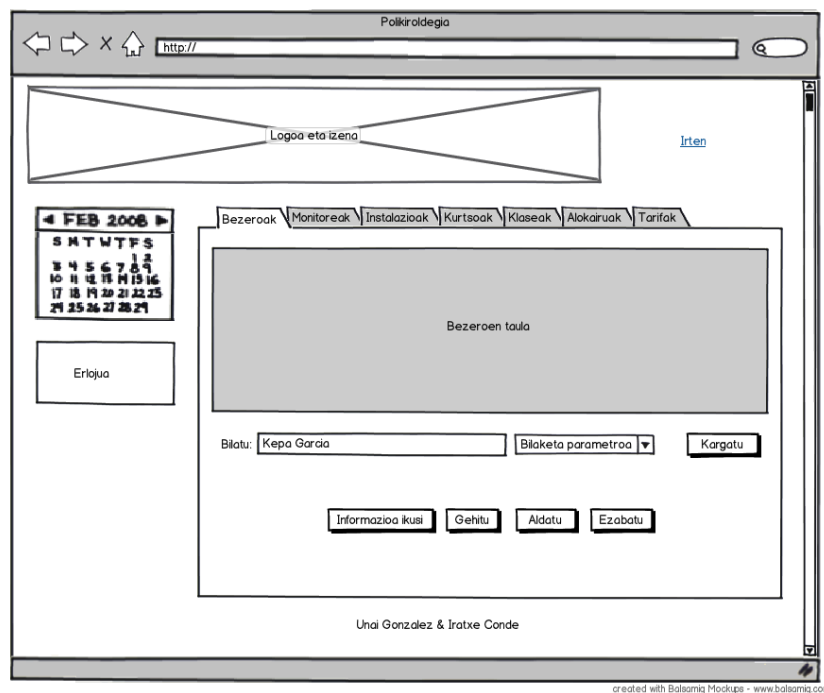 Polikiroldegia
http://
Logoa eta izena
Irten
FEB 2008
S M T W T F S
1 2
3 4 5 6 7 8 9
10 11 12 13 14 15 16
17 18 19 20 21 22 23
24 25 26 27 28 29
Erlojua
Bezeroak Monitoreak Instalazioak Kurtsoak Klaseak Alokairuak Tarifak
Bezeroen taula
Bilatu: Kepa Garcia Bilaketa parametroa Kargatu
Informazioa ikusi Gehitu Aldatu Ezabatu
Unai Gonzalez & Iratxe Conde
created with Balsamiq Mockups - www.balsamiq.co